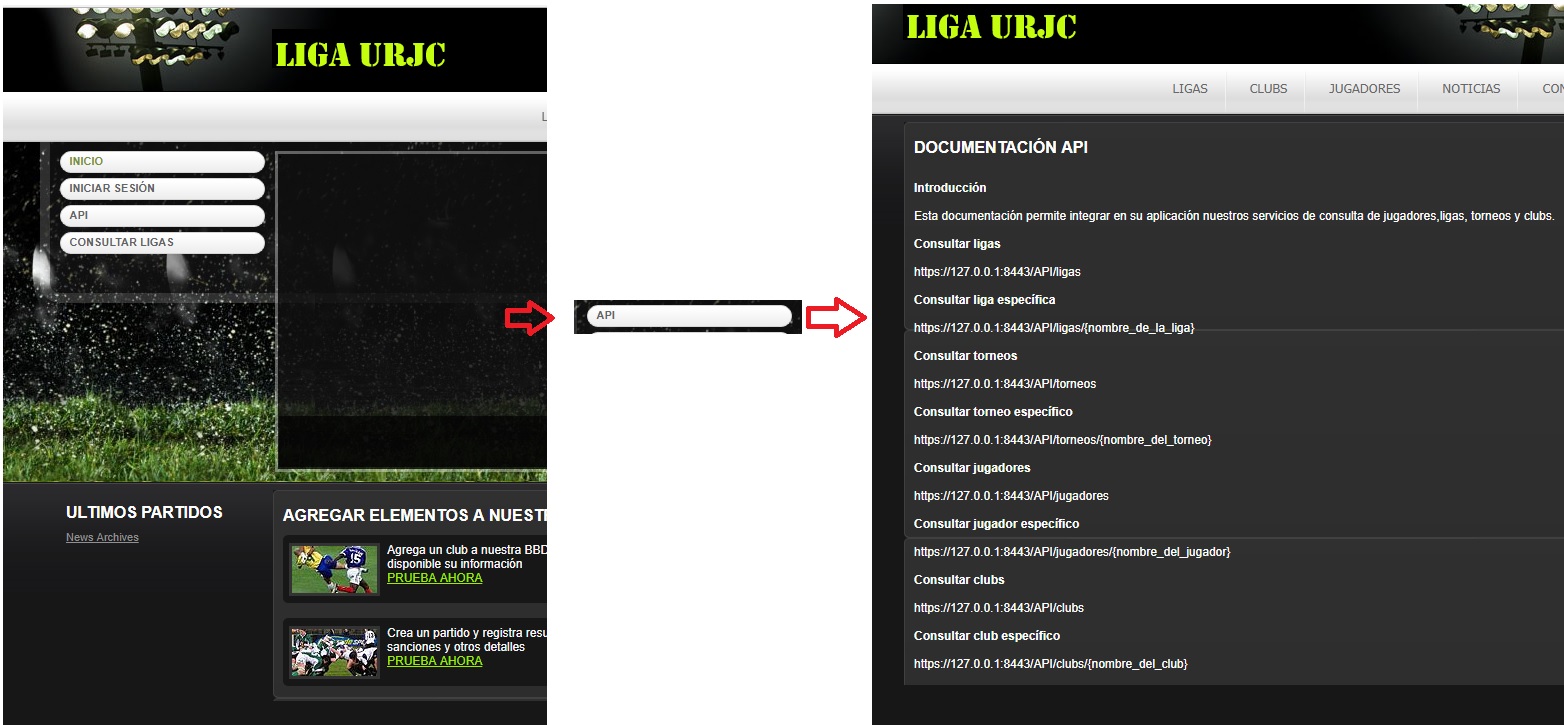 LIGA URJC
L
INICIO
INICIAR SESIÓN
API
CONSULTAR LIGAS
ULTIMOS PARTIDOS
News Archives
AGREGAR ELEMENTOS A NUEST
Agrega un club a nuestra BBD
disponible su información
PRUEBA AHORA
Crea un partido y registra resu
sanciones y otros detalles
PRUEBA AHORA
API
LIGA URJC
LIGAS CLUBS JUGADORES NOTICIAS CON
DOCUMENTACIÓN API
Introducción
Esta documentación permite integrar en su aplicación nuestros servicios de consulta de jugadores,ligas, torneos y clubs.
Consultar ligas
https://127.0.0.1:8443/API/ligas
Consultar liga específica
https://127.0.0.1:8443/API/ligas/{nombre_de_la_liga}
Consultar torneos
https://127.0.0.1:8443/API/torneos
Consultar torneo específico
https://127.0.0.1:8443/API/torneos/{nombre_del_torneo}
Consultar jugadores
https://127.0.0.1:8443/API/jugadores
Consultar jugador específico
https://127.0.0.1:8443/API/jugadores/{nombre_del_jugador}
Consultar clubs
https://127.0.0.1:8443/API/clubs
Consultar club específico
https://127.0.0.1:8443/API/clubs/{nombre_del_club}